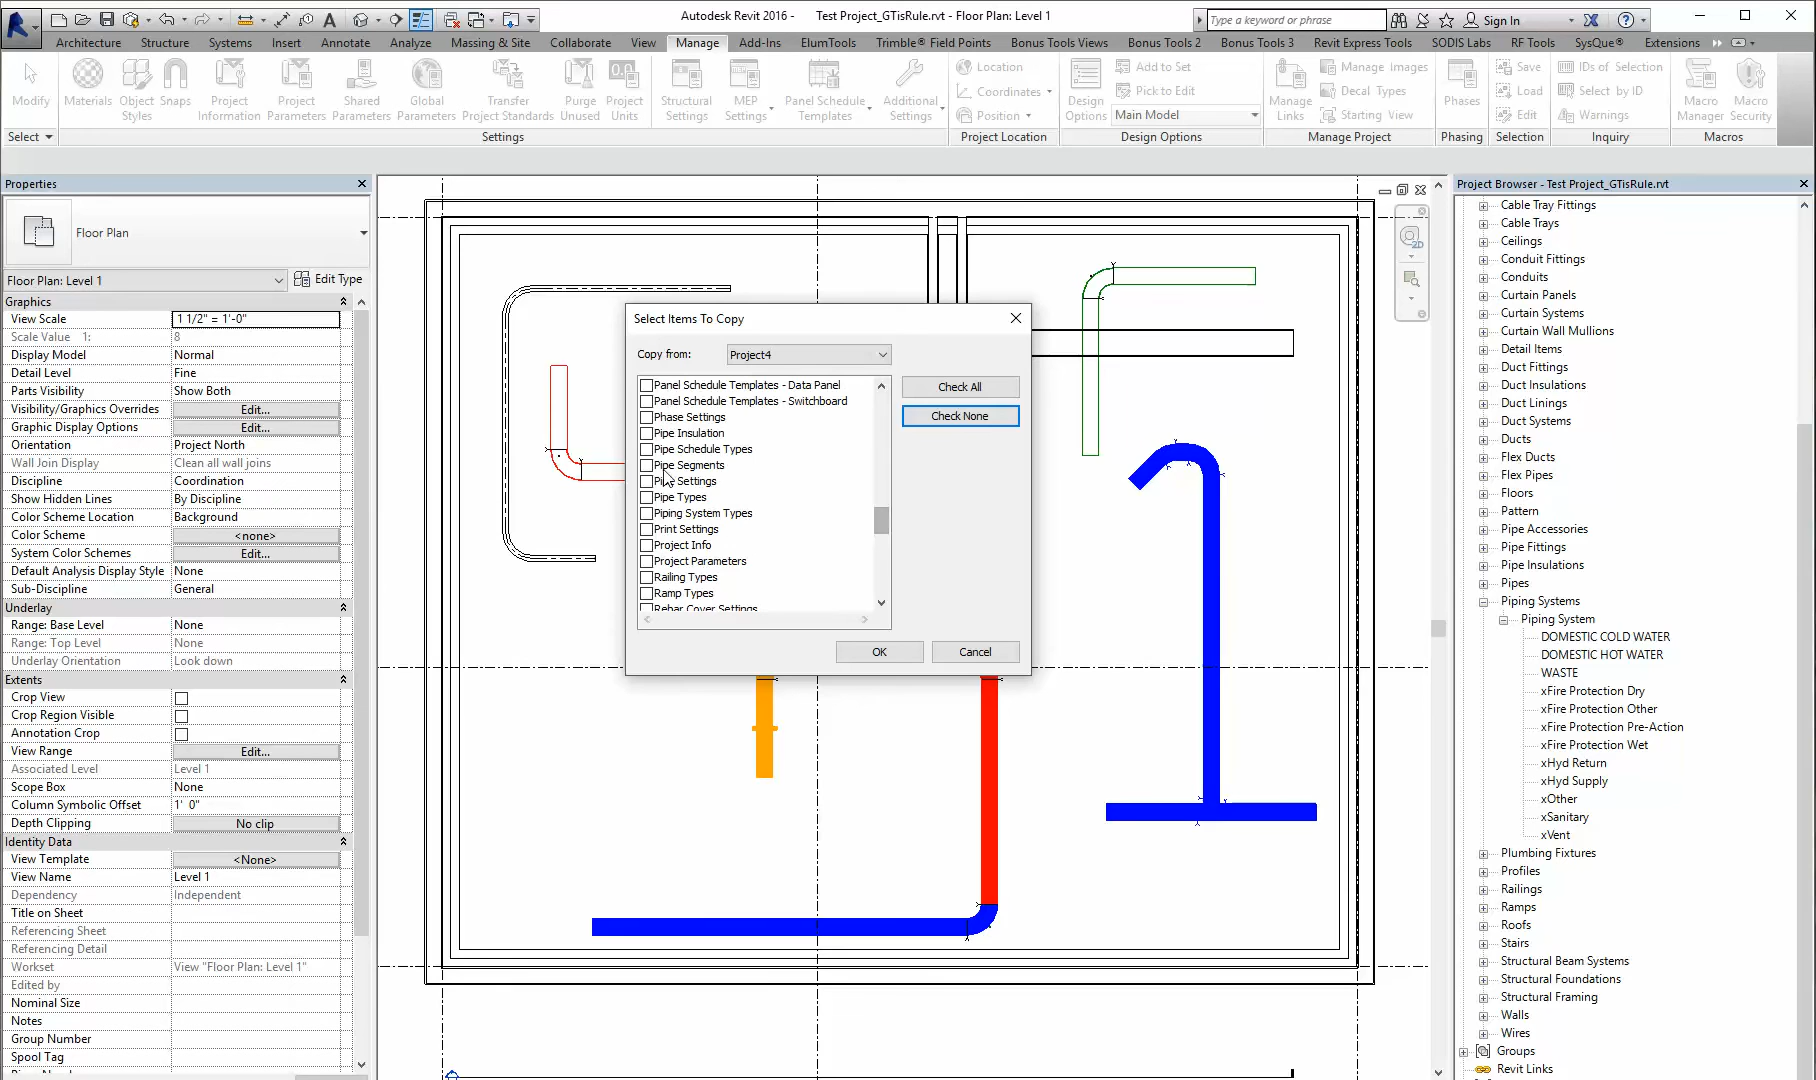 Autodesk Revit 2016 - Test Project_GTisRule.rvt - Floor Plan: Level 1
Type a keyword or phrase
Sign In
Architecture Structure Systems Insert Annotate Analyze Massing & Site Collaborate View Manage Add-Ins ElumTools Trimble® Field Points Bonus Tools Views Bonus Tools 2 Bonus Tools 3 Revit Express Tools SODIS Labs RF Tools SysQue® Extensions
Modify
Materials
Object Styles
Snaps
Project Information
Project Parameters
Shared Parameters
Global Parameters
Transfer Project Standards
Purge Unused
Project Units
Structural Settings
MEP Settings
Panel Schedule Templates
Additional Settings
Location
Coordinates
Position
Design Options
Add to Set
Pick to Edit
Main Model
Manage Links
Manage Images
Decal Types
Starting View
Phases
Save
Load
Edit
IDs of Selection
Select by ID
Warnings
Macro Manager
Macro Security
Select Settings Project Location Design Options Manage Project Phasing Selection Inquiry Macros
Properties
Floor Plan
Floor Plan: Level 1 Edit Type
Graphics
View Scale 1 1/2" = 1'-0"
Scale Value 1: 8
Display Model Normal
Detail Level Fine
Parts Visibility Show Both
Visibility/Graphics Overrides Edit...
Graphic Display Options Edit...
Orientation Project North
Wall Join Display Clean all wall joins
Discipline Coordination
Show Hidden Lines By Discipline
Color Scheme Location Background
Color Scheme <none>
System Color Schemes Edit...
Default Analysis Display Style None
Sub-Discipline General
Underlay
Range: Base Level None
Range: Top Level None
Underlay Orientation Look down
Extents
Crop View
Crop Region Visible
Annotation Crop
View Range Edit...
Associated Level Level 1
Scope Box None
Column Symbolic Offset 1' 0"
Depth Clipping No clip
Identity Data
View Template <None>
View Name Level 1
Dependency Independent
Title on Sheet
Referencing Sheet
Referencing Detail
Workset View "Floor Plan: Level 1"
Edited by
Nominal Size
Notes
Group Number
Spool Tag
Select Items To Copy
Copy from: Project4
Panel Schedule Templates - Data Panel
Panel Schedule Templates - Switchboard
Phase Settings
Pipe Insulation
Pipe Schedule Types
Pipe Segments
Pipe Settings
Pipe Types
Piping System Types
Print Settings
Project Info
Project Parameters
Railing Types
Ramp Types
Rebar Cover Settings
Check All
Check None
OK Cancel
2D
Project Browser - Test Project_GTisRule.rvt
Cable Tray Fittings
Cable Trays
Ceilings
Conduit Fittings
Conduits
Curtain Panels
Curtain Systems
Curtain Wall Mullions
Detail Items
Duct Fittings
Duct Insulations
Duct Linings
Duct Systems
Ducts
Flex Ducts
Flex Pipes
Floors
Pattern
Pipe Accessories
Pipe Fittings
Pipe Insulations
Pipes
Piping Systems
Piping System
DOMESTIC COLD WATER
DOMESTIC HOT WATER
WASTE
xFire Protection Dry
xFire Protection Other
xFire Protection Pre-Action
xFire Protection Wet
xHyd Return
xHyd Supply
xOther
xSanitary
xVent
Plumbing Fixtures
Profiles
Railings
Ramps
Roofs
Stairs
Structural Beam Systems
Structural Foundations
Structural Framing
Walls
Wires
Groups
Revit Links